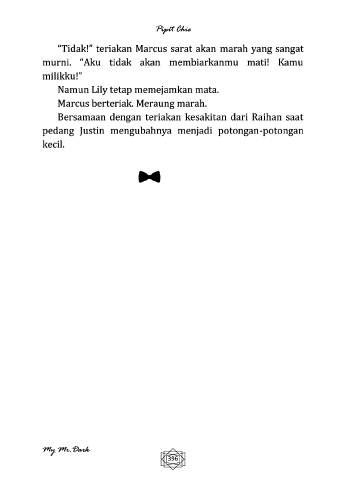 Pipit Chie
“Tidak!” teriakan Marcus sarat akan marah yang sangat
murni. “Aku tidak akan membiarkanmu mati! Kamu
milikku!”
Namun Lily tetap memejamkan mata.
Marcus berteriak. Meraung marah.
Bersamaan dengan teriakan kesakitan dari Raihan saat
pedang Justin mengubahnya menjadi potongan-potongan
kecil.
My Mr. Dark
396